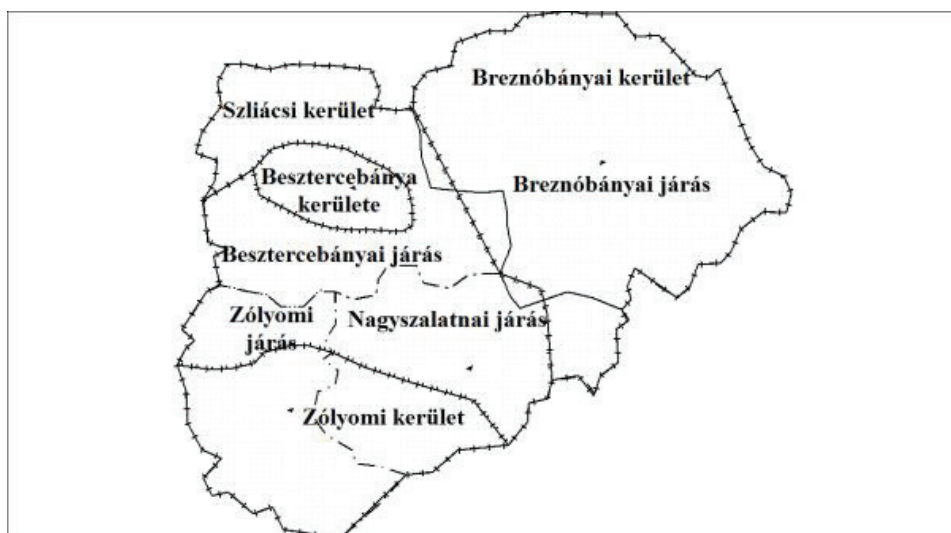 Breznóbányai kerület
Szliácsi kerület
Besztercebánya
kerülete
Breznóbányai járás
Besztercebányai járás
Zólyomi
járás
Nagyszalatnai járás
Zólyomi kerület